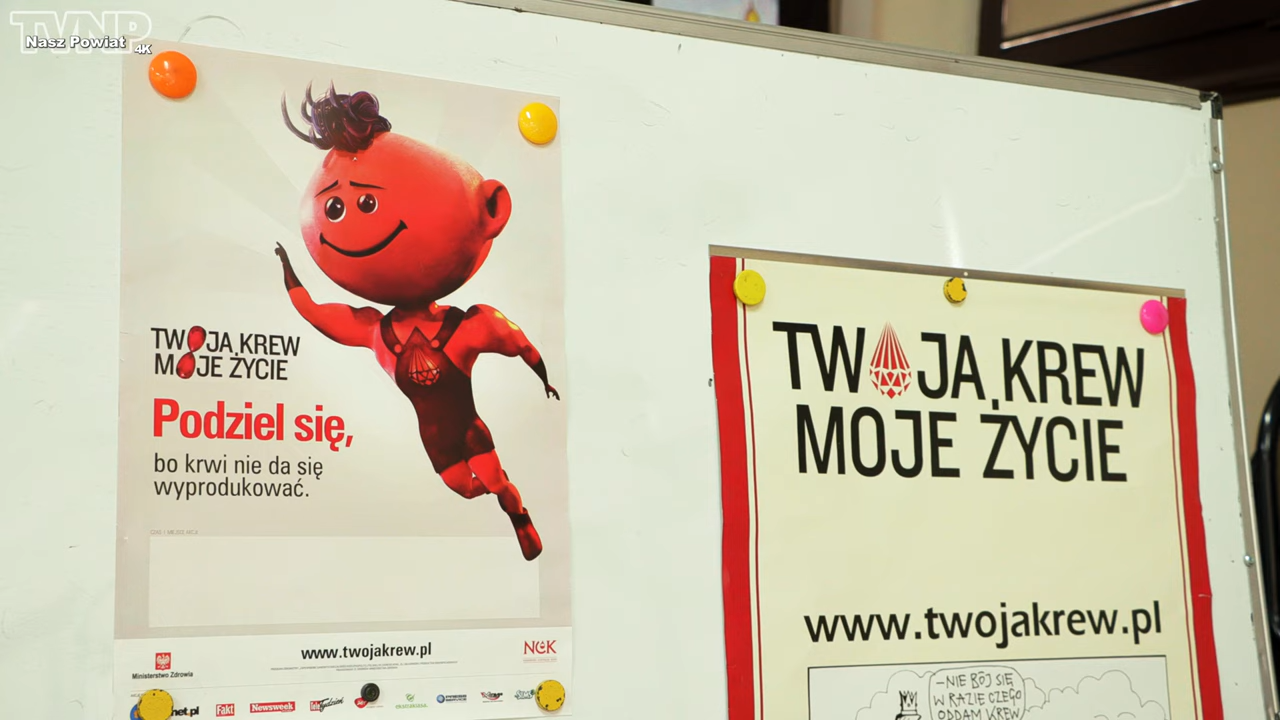 TVNP
Nasz Powiat
4K
TWOJA KREW
MOJE ŻYCIE
Podziel się,
bo krwi nie da się
wyprodukować.
www.twojakrew.pl
Ministerstwo Zdrowia
NCK
net.pl
Fakt
Newsweek
TWOJA KREW
MOJE ŻYCIE
www.twojakrew.pl
-NIE BÓJ SIĘ
W RAZIE CZEGO
ODDAM KREW